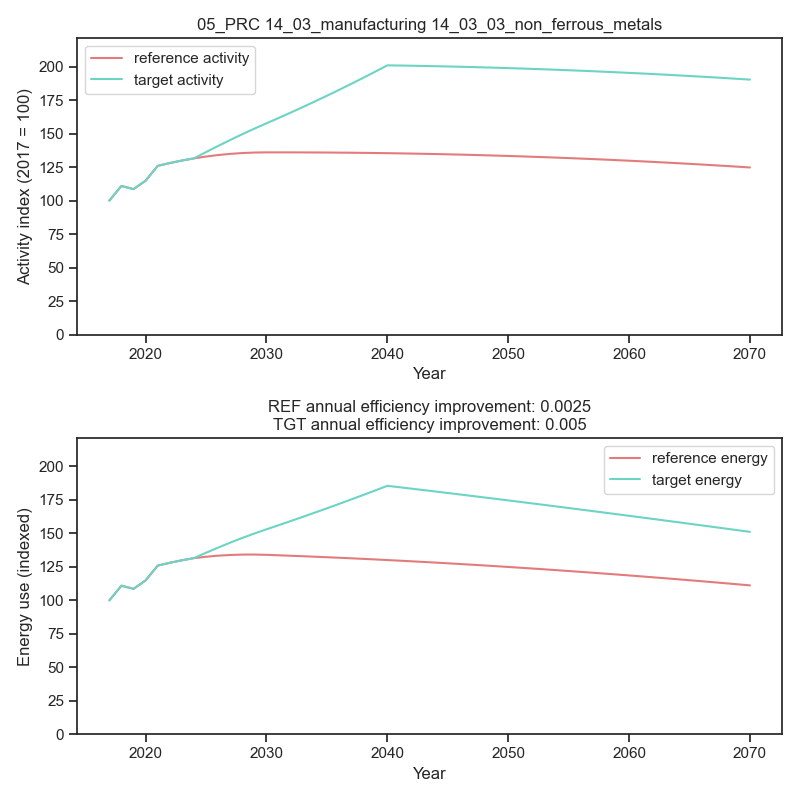 05_PRC 14_03_manufacturing 14_03_03_non_ferrous_metals
reference activity
target activity
Activity index (2017 = 100)
200
175
150
125
100
75
50
25
0
2020 2030 2040 2050 2060 2070
Year
REF annual efficiency improvement: 0.0025
TGT annual efficiency improvement: 0.005
reference energy
target energy
Energy use (indexed)
200
175
150
125
100
75
50
25
0
2020 2030 2040 2050 2060 2070
Year